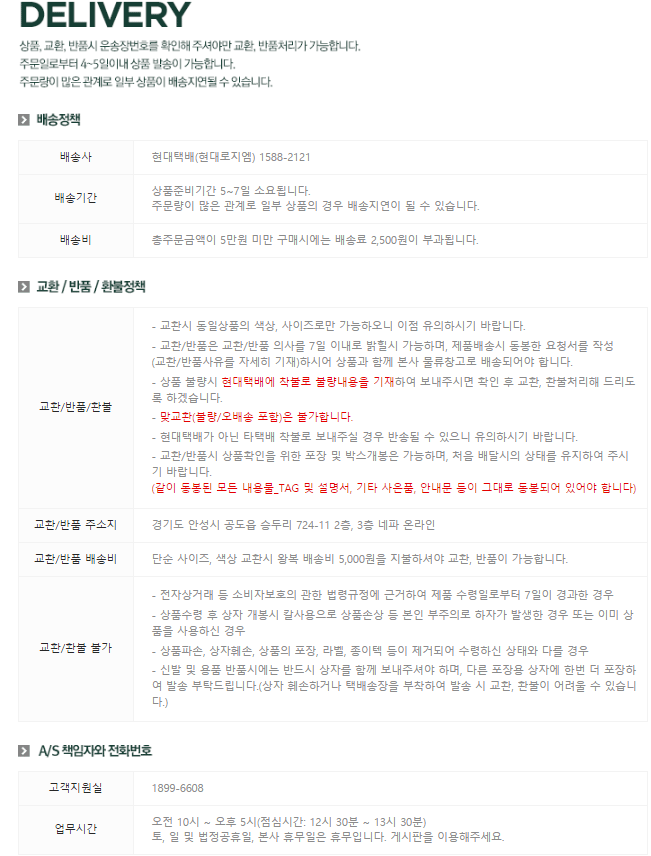 DELIVERY
상품, 교환, 반품시 운송장번호를 확인해 주셔야만 교환, 반품처리가 가능합니다.
주문일로부터 4~5일이내 상품 발송이 가능합니다.
주문량이 많은 관계로 일부 상품이 배송지연될 수 있습니다.
배송정책
배송사
현대택배(현대로지엠) 1588-2121
배송기간
상품준비기간 5~7일 소요됩니다.
주문량이 많은 관계로 일부 상품의 경우 배송지연이 될 수 있습니다.
배송비
총주문금액이 5만원 미만 구매시에는 배송료 2,500원이 부과됩니다.
교환 / 반품 / 환불정책
교환/반품/환불
- 교환시 동일상품의 색상, 사이즈로만 가능하오니 이점 유의하시기 바랍니다.
- 교환/반품은 교환/반품 의사를 7일 이내로 밝힐시 가능하며, 제품배송시 동봉한 요청서를 작성
(교환/반품사유를 자세히 기재)하시어 상품과 함께 본사 물류창고로 배송되어야 합니다.
- 상품 불량시 현대택배에 착불로 불량내용을 기재하여 보내주시면 확인 후 교환, 환불처리해 드리도
록 하겠습니다.
- 맞교환(불량/오배송 포함)은 불가합니다.
- 현대택배가 아닌 타택배 착불로 보내주실 경우 반송될 수 있으니 유의하시기 바랍니다.
- 교환/반품시 상품확인을 위한 포장 및 박스개봉은 가능하며, 처음 배달시의 상태를 유지하여 주시
기 바랍니다.
(같이 동봉된 모든 내용물_TAG 및 설명서, 기타 사은품, 안내문 등이 그대로 동봉되어 있어야 합니다)
교환/반품 주소지
경기도 안성시 공도읍 승두리 724-11 2층, 3층 네파 온라인
교환/반품 배송비
단순 사이즈, 색상 교환시 왕복 배송비 5,000원을 지불하셔야 교환, 반품이 가능합니다.
교환/환불 불가
- 전자상거래 등 소비자보호의 관한 법령규정에 근거하여 제품 수령일로부터 7일이 경과한 경우
- 상품수령 후 상자 개봉시 칼사용으로 상품손상 등 본인 부주의로 하자가 발생한 경우 또는 이미 상
품을 사용하신 경우
- 상품파손, 상자훼손, 상품의 포장, 라벨, 종이택 등이 제거되어 수령하신 상태와 다를 경우
- 신발 및 용품 반품시에는 반드시 상자를 함께 보내주셔야 하며, 다른 포장용 상자에 한번 더 포장하
여 발송 부탁드립니다.(상자 훼손하거나 택배송장을 부착하여 발송 시 교환, 환불이 어려울 수 있습니
다.)
A/S 책임자와 전화번호
고객지원실
1899-6608
업무시간
오전 10시 ~ 오후 5시(점심시간: 12시 30분 ~ 13시 30분)
토, 일 및 법정공휴일, 본사 휴무일은 휴무입니다. 게시판을 이용해주세요.